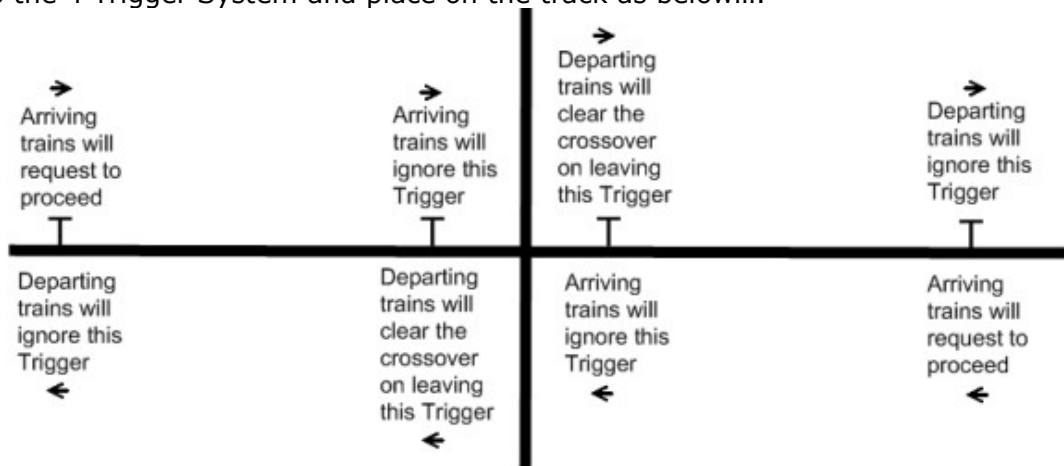 the 4 Trigger System and place on the track as below....
Arriving
trains will
request to
proceed
Arriving
trains will
ignore this
Trigger
Departing
trains will
clear the
crossover
on leaving
this Trigger
Departing
trains will
ignore this
Trigger
Departing
trains will
ignore this
Trigger
Departing
trains will
clear the
crossover
on leaving
this Trigger
Arriving
trains will
ignore this
Trigger
Arriving
trains will
request to
proceed